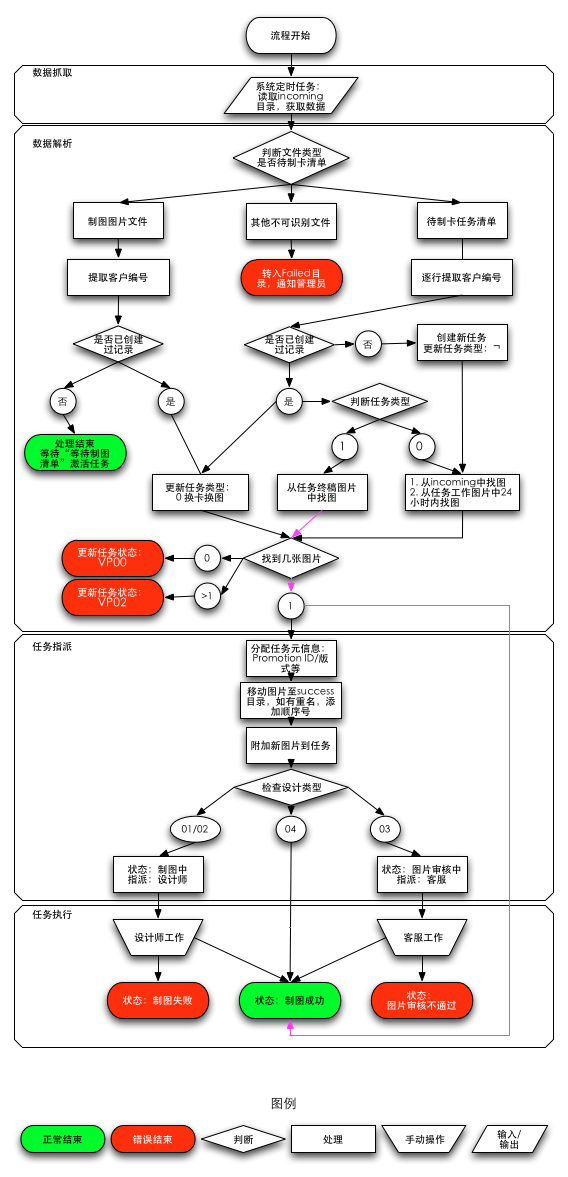 流程开始
数据抓取
系统定时任务：
读取incoming
目录，获取数据
数据解析
判断文件类型
是否待制卡清单
制图图片文件
其他不可识别文件
待制卡任务清单
提取客户编号
转入Failed目
录，通知管理员
逐行提取客户编号
是否已创建
过记录
是否已创建
过记录
否
创建新任务
更新任务类型：¬
否
是
是
判断任务类型
处理结束
等待“等待制图
清单”激活任务
1
0
更新任务类型：
0 换卡换图
从任务终稿图片
中找图
1. 从incoming中找图
2. 从任务工作图片中24
小时内找图
更新任务状态：
VP00
0
找到几张图片
更新任务状态：
VP02
>1
1
任务指派
分配任务元信息：
Promotion ID/版
式等
移动图片至success
目录，如有重名，添
加顺序号
附加新图片到任务
检查设计类型
01/02
04
03
状态：制图中
指派：设计师
状态：图片审核中
指派：客服
任务执行
设计师工作
客服工作
状态：制图失败
状态：制图成功
状态：
图片审核不通过
图例
正常结束
错误结束
判断
处理
手动操作
输入/
输出